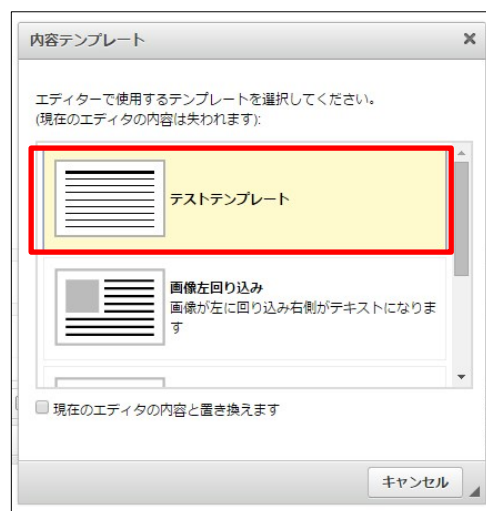 内容テンプレート
エディターで使用するテンプレートを選択してください。
(現在のエディタの内容は失われます):
テストテンプレート
画像左回り込み
画像が左に回り込み右側がテキストになりま
す
現在のエディタの内容と置き換えます
キャンセル